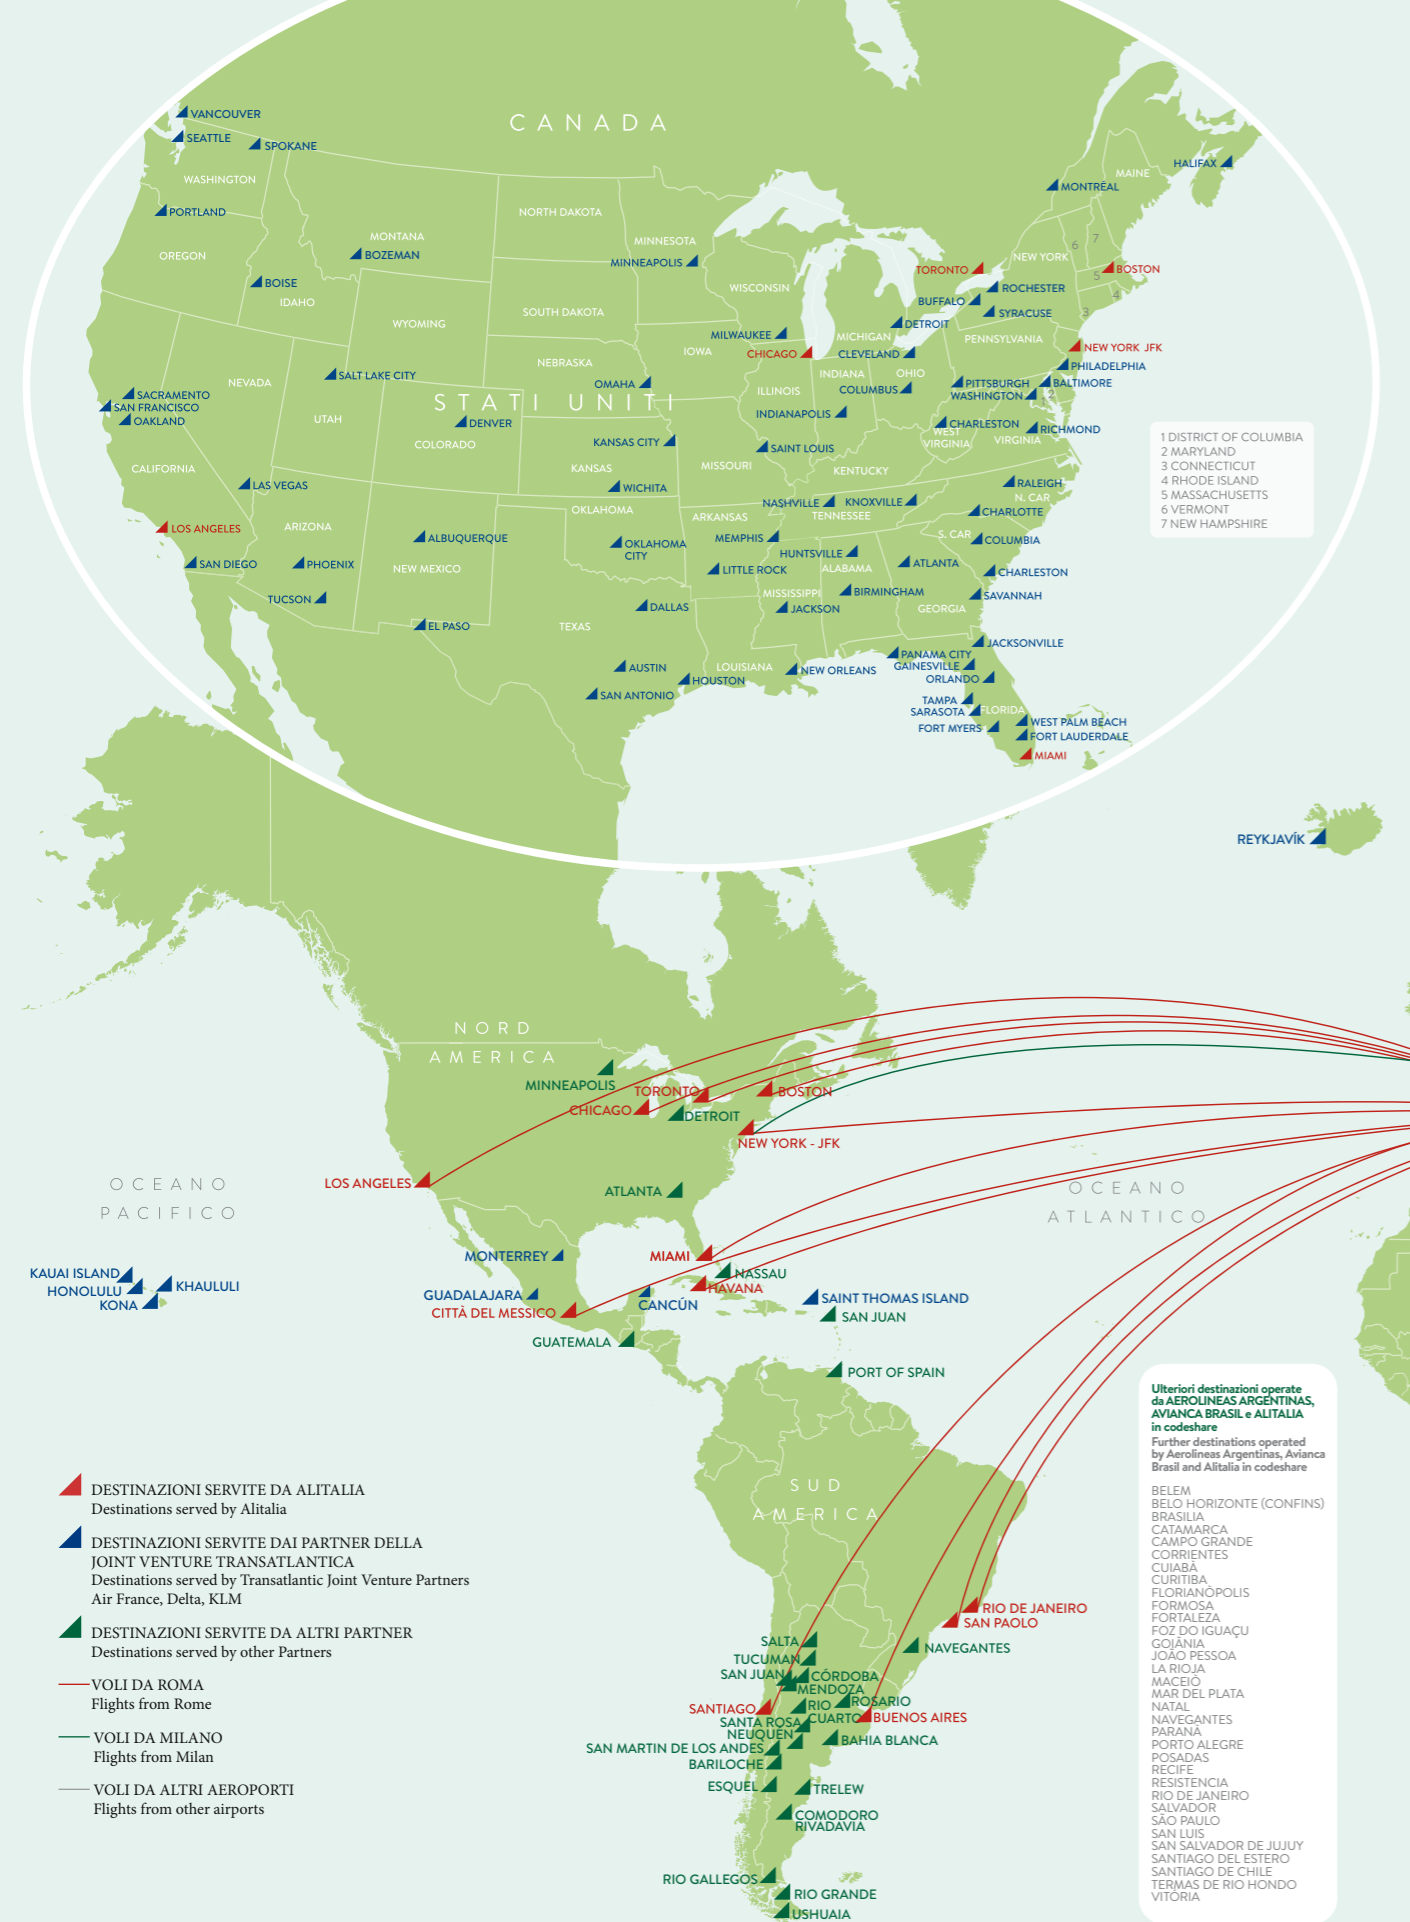 CANADA
VANCOUVER
SEATTLE
SPOKANE
WASHINGTON
PORTLAND
OREGON
MONTANA
BOZEMAN
BOISE
IDAHO
NORTH DAKOTA
MINNESOTA
MINNEAPOLIS
WISCONSIN
SOUTH DAKOTA
WYOMING
HALIFAX
MAINE
MONTRÉAL
6
7
NEW YORK
TORONTO
BOSTON
5
4
3
ROCHESTER
BUFFALO
SYRACUSE
DETROIT
MILWAUKEE
MICHIGAN
PENNSYLVANIA
CHICAGO
CLEVELAND
NEW YORK JFK
IOWA
NEBRASKA
INDIANA
OHIO
PHILADELPHIA
SALT LAKE CITY
NEVADA
OMAHA
ILLINOIS
COLUMBUS
PITTSBURGH
BALTIMORE
WASHINGTON
1
2
SACRAMENTO
SAN FRANCISCO
OAKLAND
STATI UNITI
UTAH
DENVER
COLORADO
INDIANAPOLIS
CHARLESTON
WEST
VIRGINIA
VIRGINIA
RICHMOND
KANSAS CITY
SAINT LOUIS
CALIFORNIA
KANSAS
MISSOURI
KENTUCKY
LAS VEGAS
WICHITA
RALEIGH
N. CAR
NASHVILLE
KNOXVILLE
TENNESSEE
CHARLOTTE
OKLAHOMA
ARKANSAS
LOS ANGELES
ARIZONA
ALBUQUERQUE
OKLAHOMA
CITY
MEMPHIS
S. CAR
COLUMBIA
HUNTSVILLE
SAN DIEGO
PHOENIX
NEW MEXICO
LITTLE ROCK
ALABAMA
ATLANTA
CHARLESTON
TUCSON
MISSISSIPPI
BIRMINGHAM
SAVANNAH
DALLAS
JACKSON
GEORGIA
EL PASO
TEXAS
JACKSONVILLE
AUSTIN
LOUISIANA
NEW ORLEANS
PANAMA CITY
GAINESVILLE
HOUSTON
ORLANDO
SAN ANTONIO
TAMPA
SARASOTA
FLORIDA
FORT MYERS
WEST PALM BEACH
FORT LAUDERDALE
MIAMI
1 DISTRICT OF COLUMBIA
2 MARYLAND
3 CONNECTICUT
4 RHODE ISLAND
5 MASSACHUSETTS
6 VERMONT
7 NEW HAMPSHIRE
REYKJAVÍK
NORD
AMERICA
MINNEAPOLIS
TORONTO
BOSTON
CHICAGO
DETROIT
NEW YORK - JFK
LOS ANGELES
ATLANTA
OCEANO
PACIFICO
OCEANO
ATLANTICO
MONTERREY
MIAMI
NASSAU
HAVANA
KAUAI ISLAND
HONOLULU
KHAULULI
KONA
GUADALAJARA
CITTÀ DEL MESSICO
CANCÚN
SAINT THOMAS ISLAND
SAN JUAN
GUATEMALA
PORT OF SPAIN
SUD
AMERICA
RIO DE JANEIRO
SAN PAOLO
SALTA
NAVEGANTES
TUCUMAN
SAN JUAN
CÓRDOBA
MENDOZA
SANTIAGO
RIO
CUARTO
ROSARIO
BUENOS AIRES
SANTA ROSA
NEUQUÉN
BAHIA BLANCA
SAN MARTIN DE LOS ANDES
BARILOCHE
ESQUEL
TRELEW
COMODORO
RIVADAVIA
RIO GALLEGOS
RIO GRANDE
USHUAIA
DESTINAZIONI SERVITE DA ALITALIA
Destinations served by Alitalia
DESTINAZIONI SERVITE DAI PARTNER DELLA
JOINT VENTURE TRANSATLANTICA
Destinations served by Transatlantic Joint Venture Partners
Air France, Delta, KLM
DESTINAZIONI SERVITE DA ALTRI PARTNER
Destinations served by other Partners
VOLI DA ROMA
Flights from Rome
VOLI DA MILANO
Flights from Milan
VOLI DA ALTRI AEROPORTI
Flights from other airports
Ulteriori destinazioni operate
da AEROLINEAS ARGENTINAS,
AVIANCA BRASIL e ALITALIA
in codeshare
Further destinations operated
by Aerolineas Argentinas, Avianca
Brasil and Alitalia in codeshare
BELEM
BELO HORIZONTE (CONFINS)
BRASILIA
CATAMARCA
CAMPO GRANDE
CORRIENTES
CUIABÁ
CURITIBA
FLORIANÓPOLIS
FORMOSA
FORTALEZA
FOZ DO IGUAÇU
GOIÂNIA
JOÃO PESSOA
LA RIOJA
MACEIÓ
MAR DEL PLATA
NATAL
NAVEGANTES
PARANÁ
PORTO ALEGRE
POSADAS
RECIFE
RESISTENCIA
RIO DE JANEIRO
SALVADOR
SÃO PAULO
SAN LUIS
SAN SALVADOR DE JUJUY
SANTIAGO DEL ESTERO
SANTIAGO DE CHILE
TERMAS DE RIO HONDO
VITÓRIA